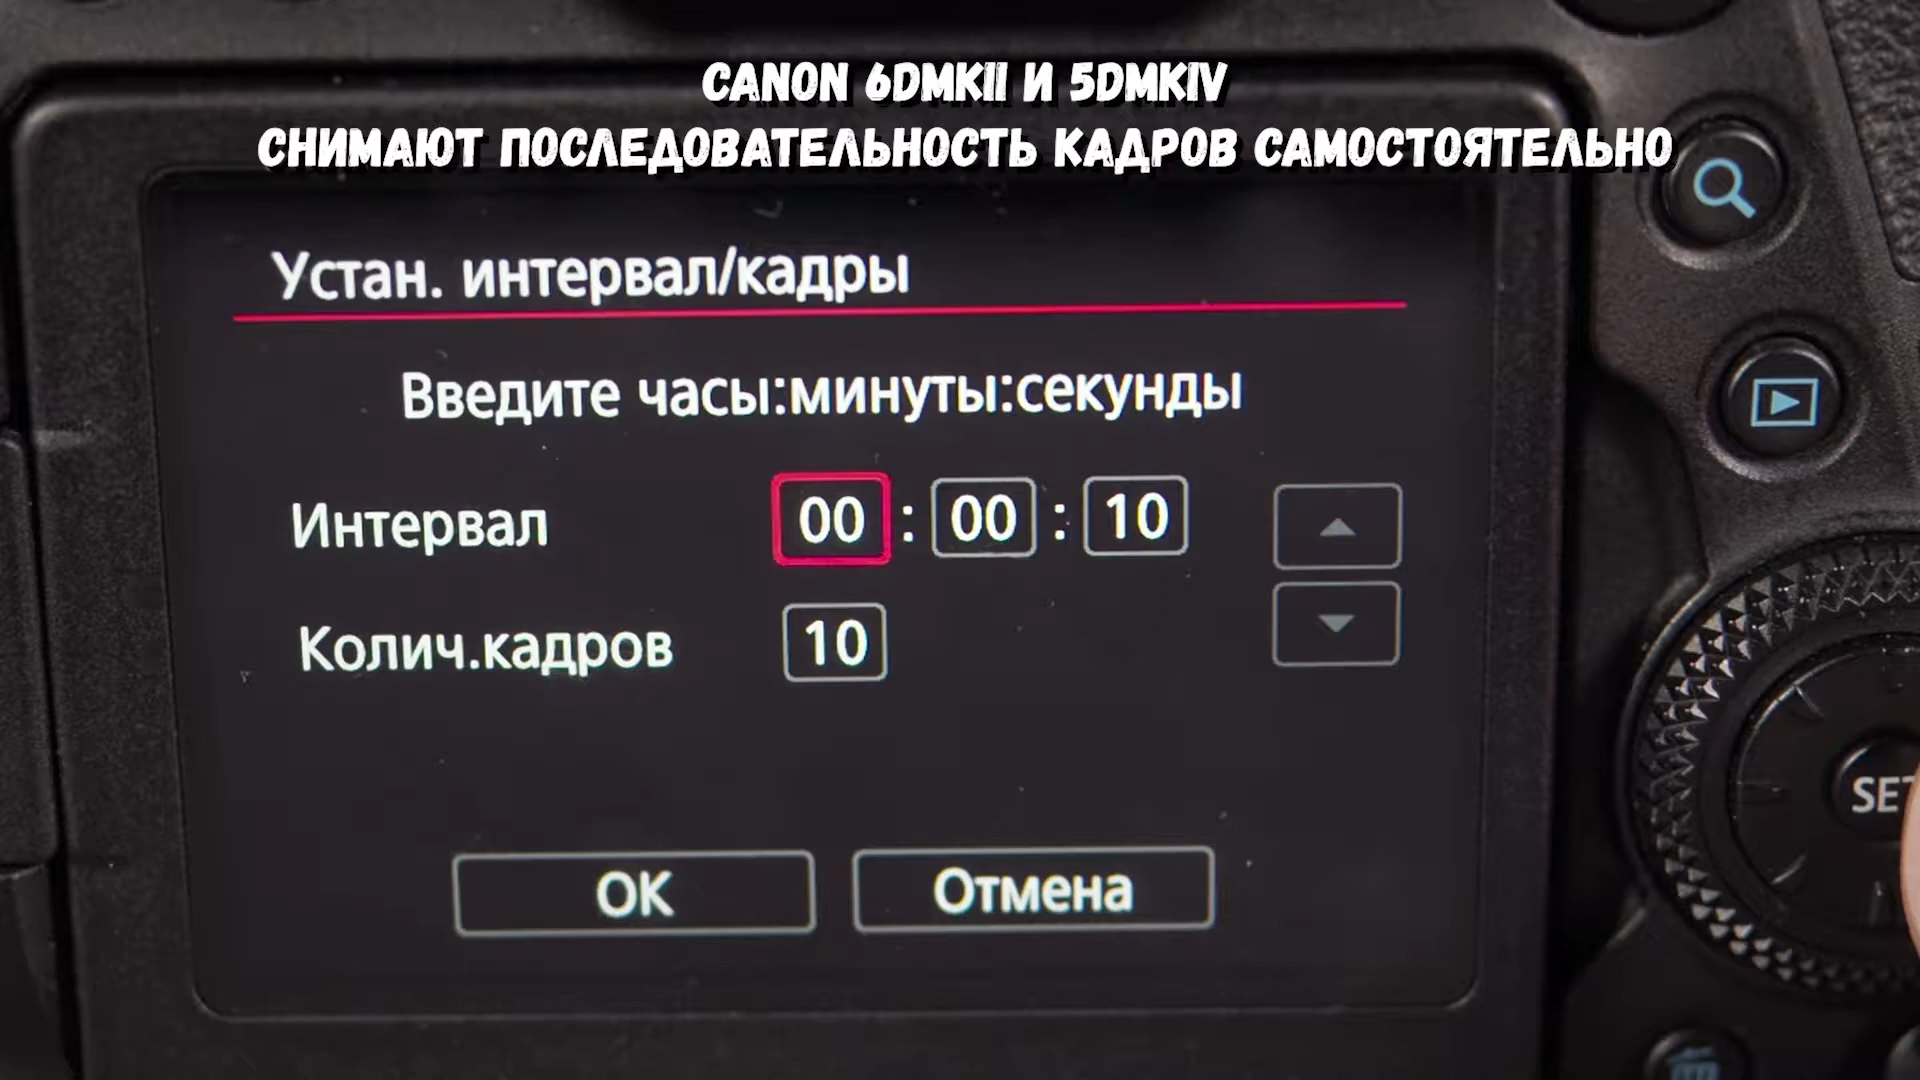 CANON 6DMKII И 5DMKIV
СНИМАЮТ ПОСЛЕДОВАТЕЛЬНОСТЬ КАДРОВ САМОСТОЯТЕЛЬНО
Устан. интервал/кадры
Введите часы:минуты:секунды
Интервал 00 : 00 : 10
Колич.кадров 10
SET
OK Отмена